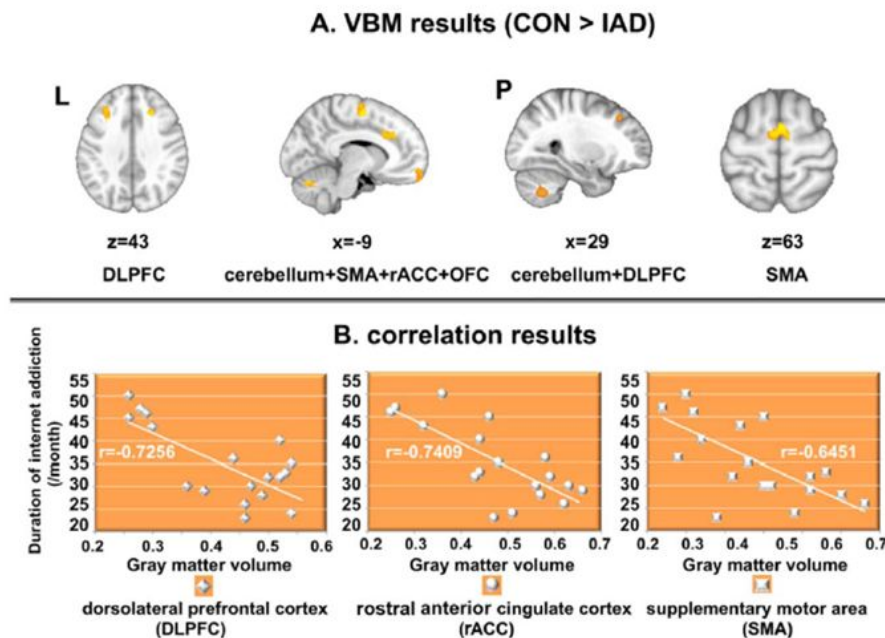 A. VBM results (CON > IAD)
L
P
z=43
x=-9
x=29
z=63
DLPFC
cerebellum+SMA+rACC+OFC
cerebellum+DLPFC
SMA
B. correlation results
Duration of internet addiction
(/month)
55
50
45
40
35
30
25
20
r=-0.7256
0.2
0.3
0.4
0.5
0.6
Gray matter volume
dorsolateral prefrontal cortex
(DLPFC)
55
50
45
40
35
30
25
20
r=-0.7409
0.2
0.3
0.4
0.5
0.6
0.7
Gray matter volume
rostral anterior cingulate cortex
(rACC)
55
50
45
40
35
30
25
20
r=-0.6451
0.2
0.3
0.4
0.5
0.6
0.7
Gray matter volume
supplementary motor area
(SMA)